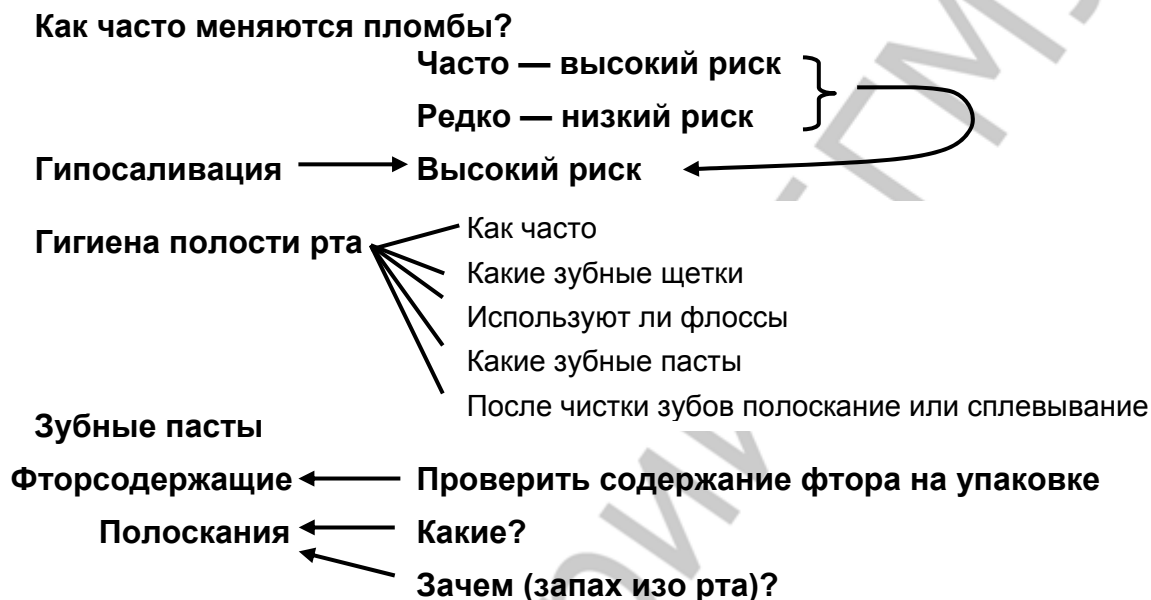 Как часто меняются пломбы?
Часто — высокий риск
Редко — низкий риск
Гипосаливация Высокий риск
Гигиена полости рта
Как часто
Какие зубные щетки
Используют ли флоссы
Какие зубные пасты
После чистки зубов полоскание или сплевывание
Зубные пасты
Фторсодержащие Проверить содержание фтора на упаковке
Полоскания Какие?
Зачем (запах изо рта)?